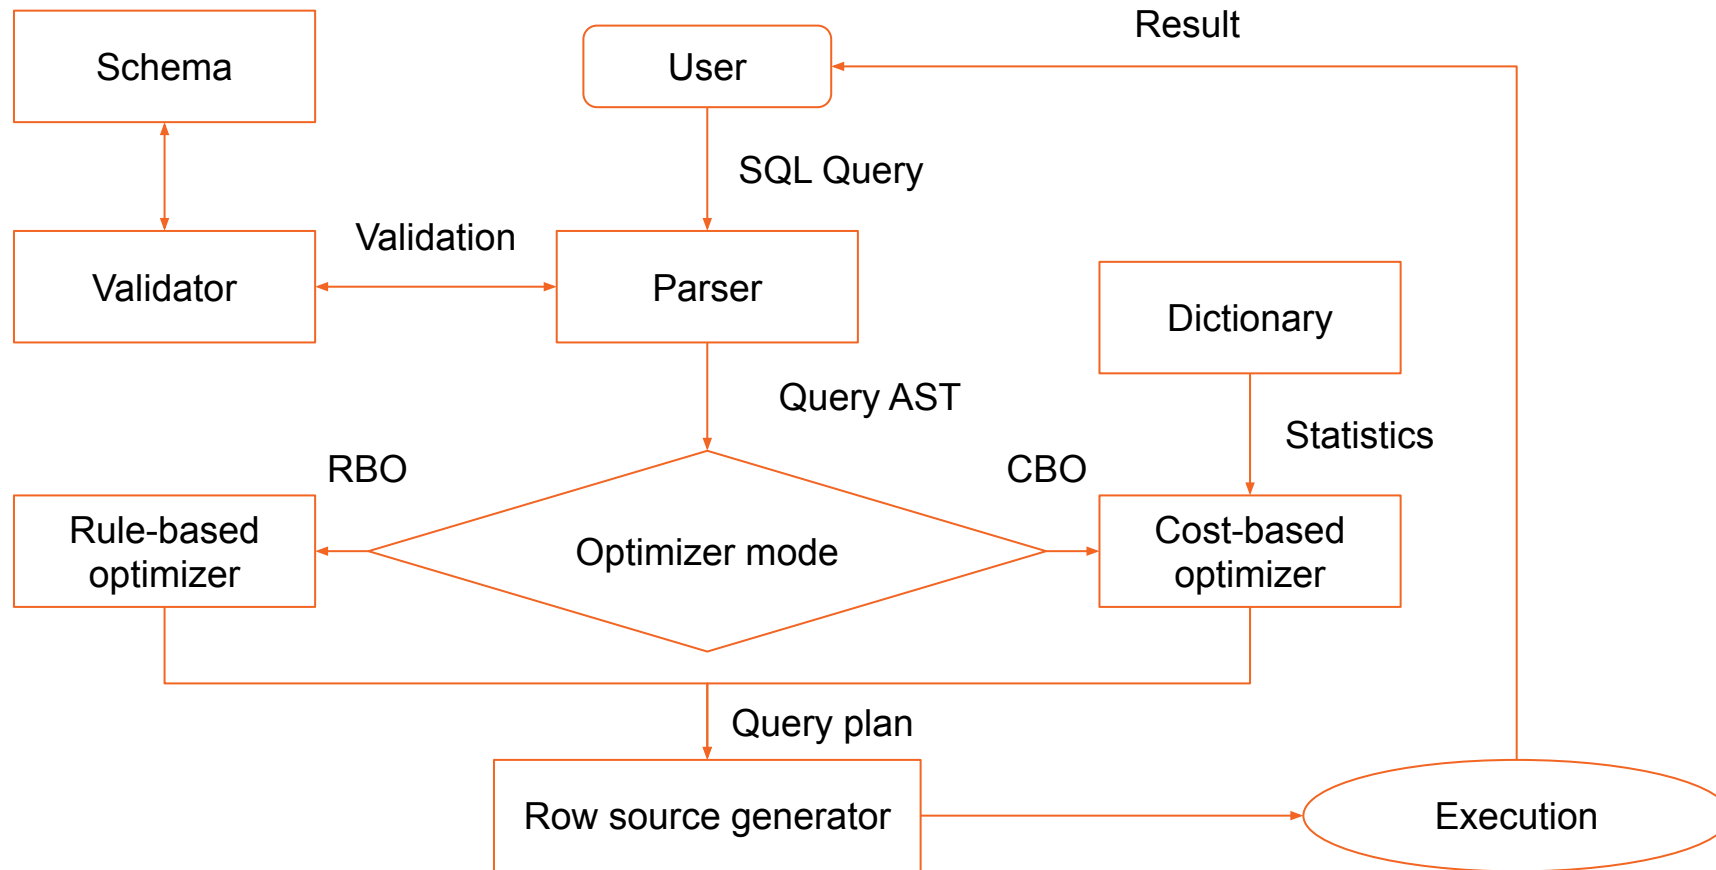 Result
Schema
User
SQL Query
Validation
Validator
Parser
Dictionary
Query AST
Statistics
RBO
CBO
Rule-based
optimizer
Optimizer mode
Cost-based
optimizer
Query plan
Row source generator
Execution